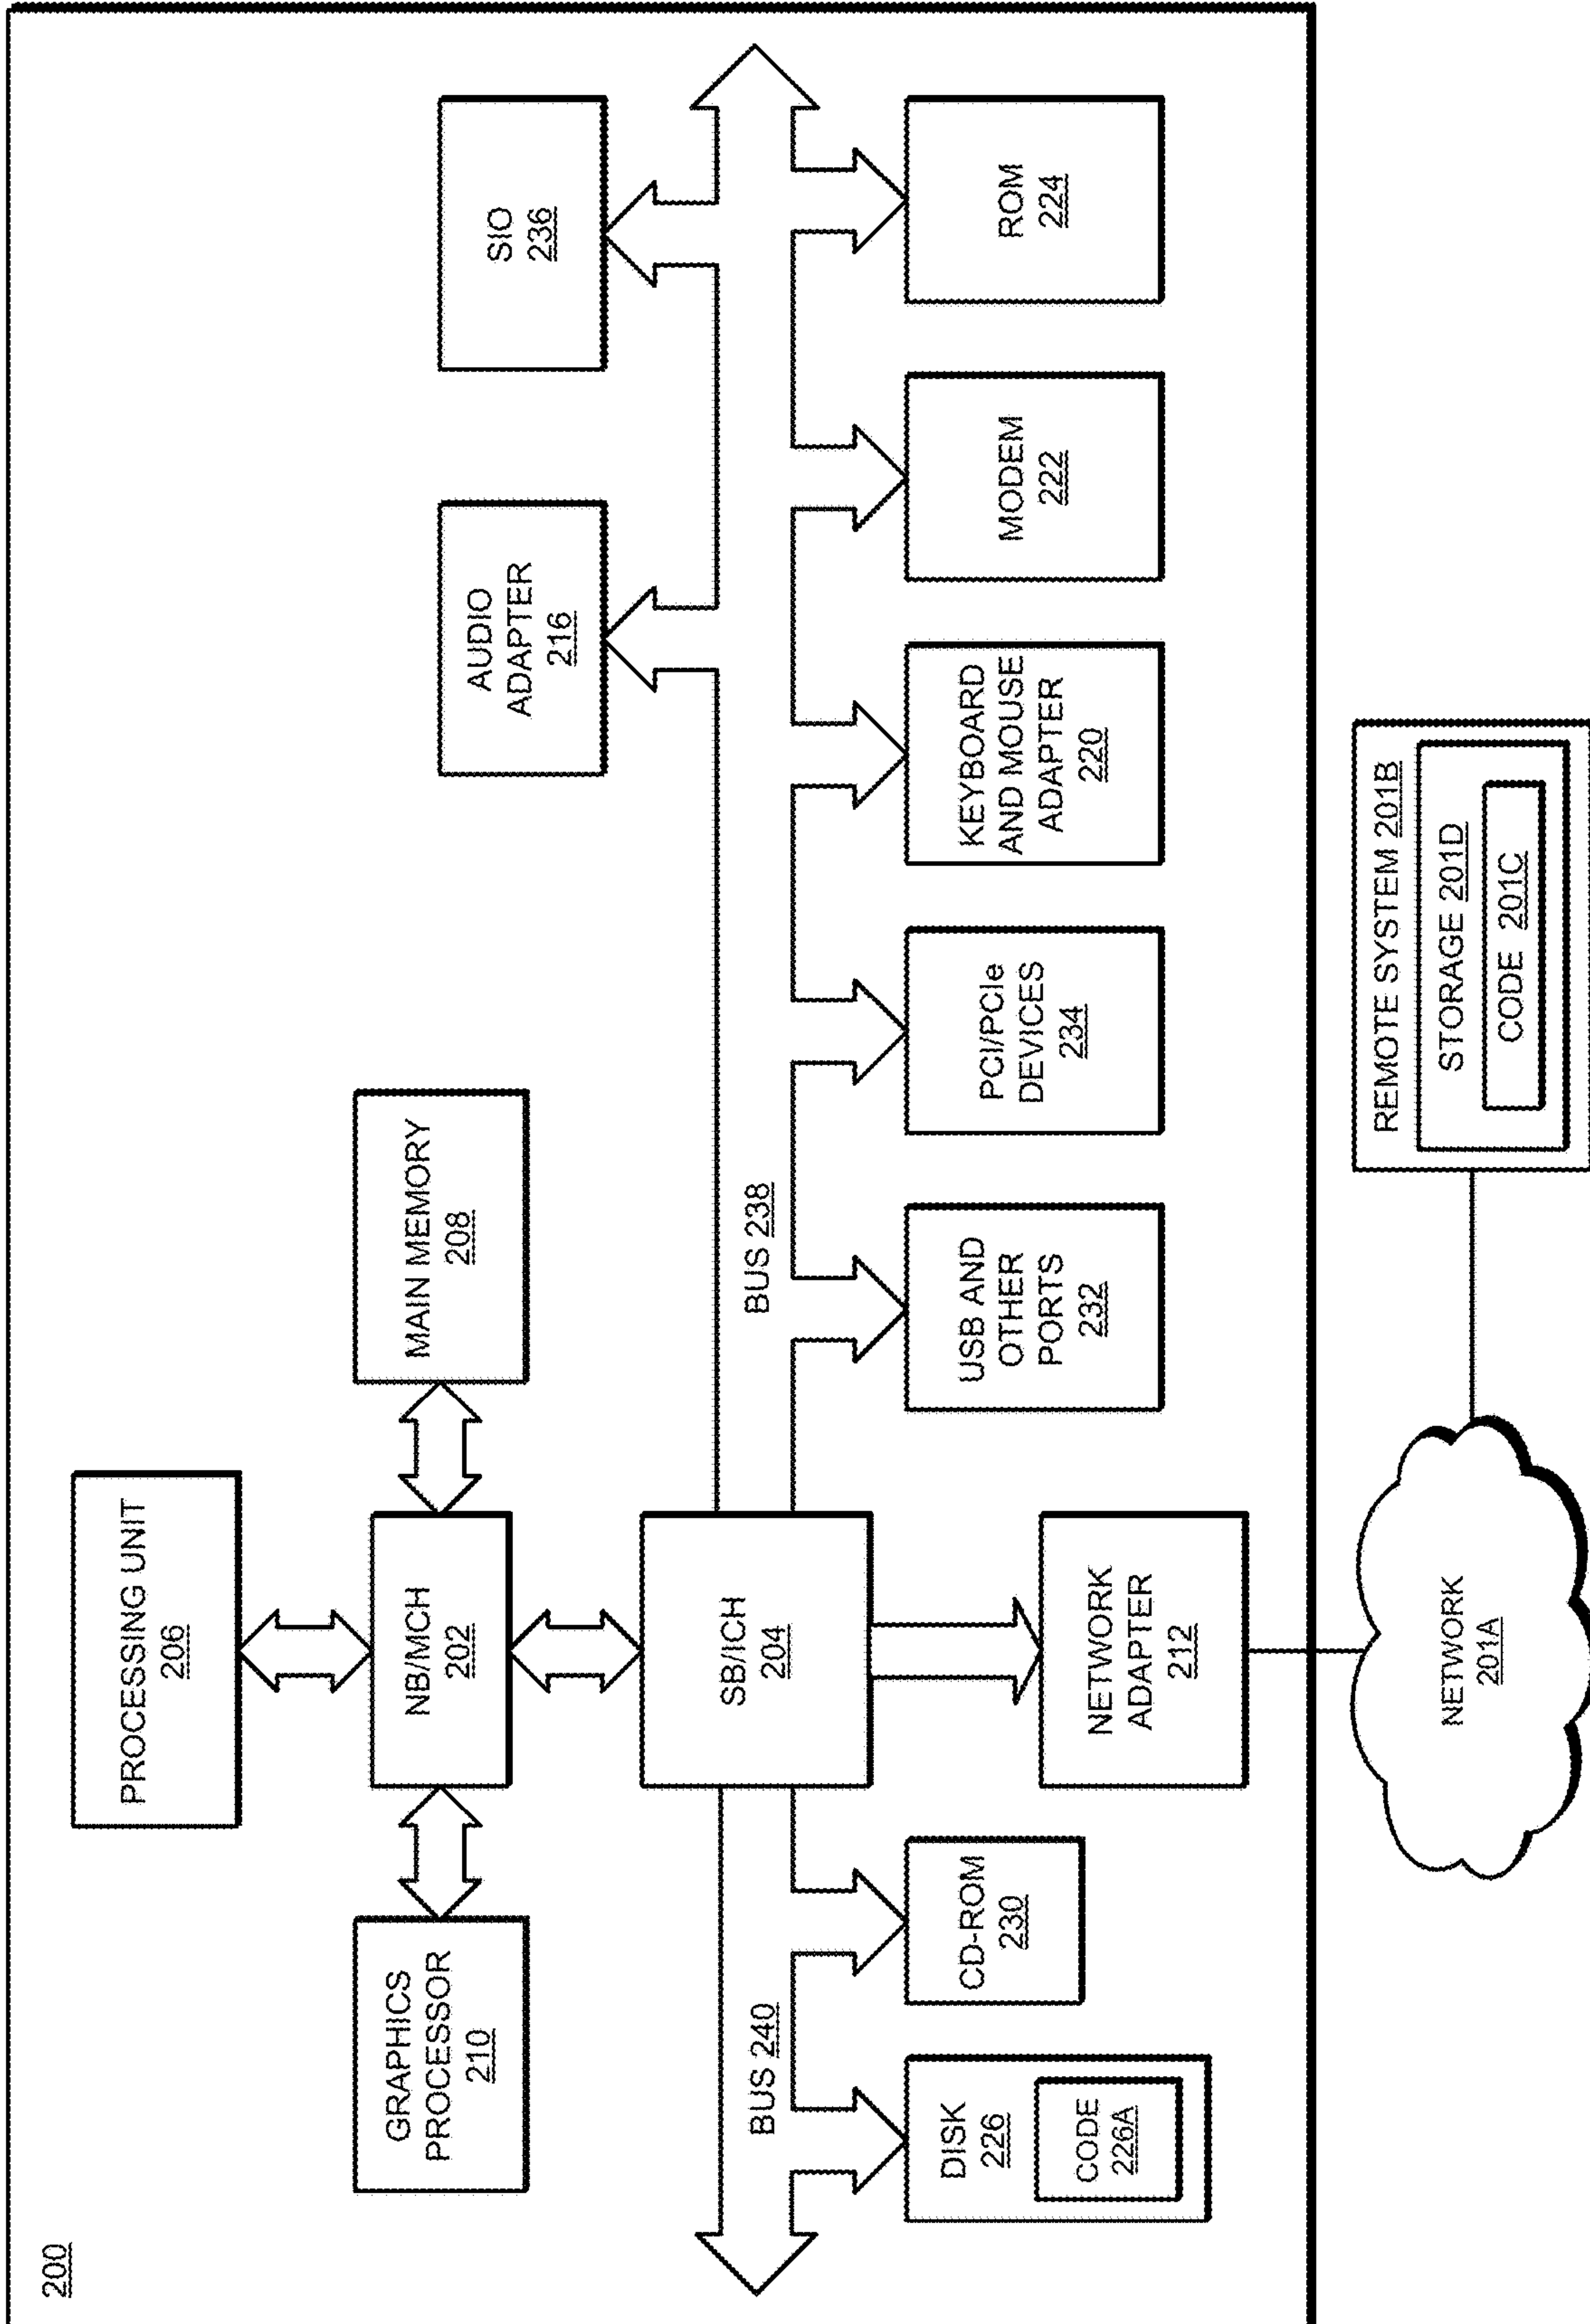 200
PROCESSING UNIT
206
GRAPHICS
PROCESSOR
210
NB/MCH
202
MAIN MEMORY
208
AUDIO
ADAPTER
216
SIO
236
SB/ICH
204
BUS 240
BUS 238
DISK
226
CODE
226A
CD-ROM
230
USB AND
OTHER
PORTS
232
PCI/PCIe
DEVICES
234
KEYBOARD
AND MOUSE
ADAPTER
220
MODEM
222
ROM
224
NETWORK
ADAPTER
212
NETWORK
201A
REMOTE SYSTEM 201B
STORAGE 201D
CODE 201C